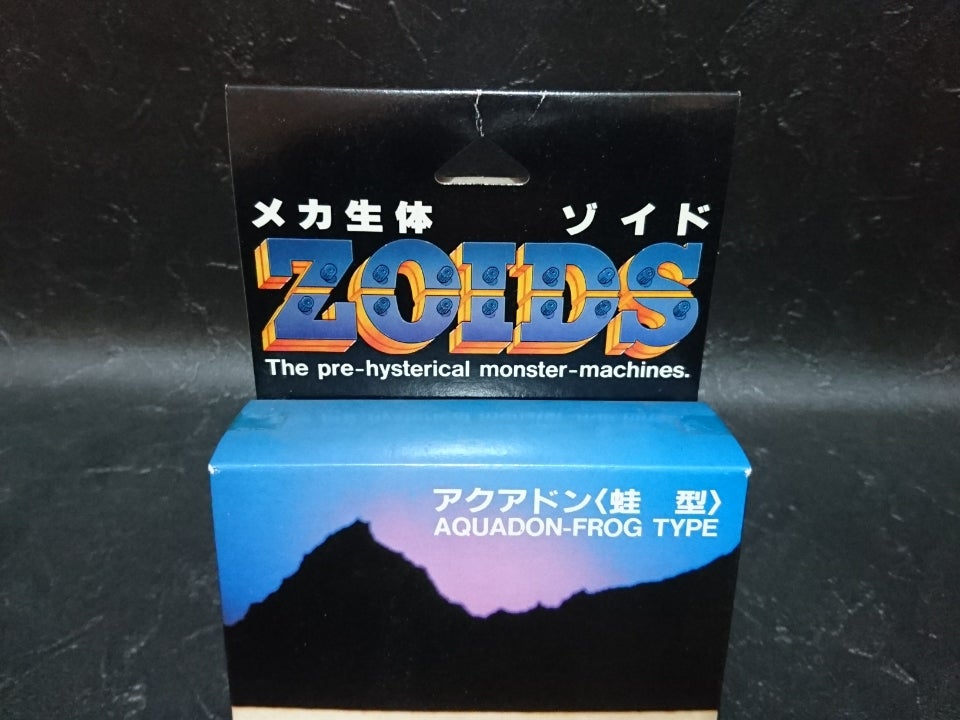 メカ生体 ゾイド
ZOIDS
The pre-hysterical monster-machines.
アクアドン〈蛙 型〉
AQUADON-FROG TYPE